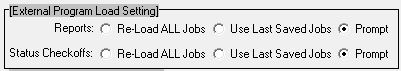 [External Program Load Setting]
Reports: Re-Load ALL Jobs Use Last Saved Jobs Prompt
Status Checkoffs: Re-Load ALL Jobs Use Last Saved Jobs Prompt